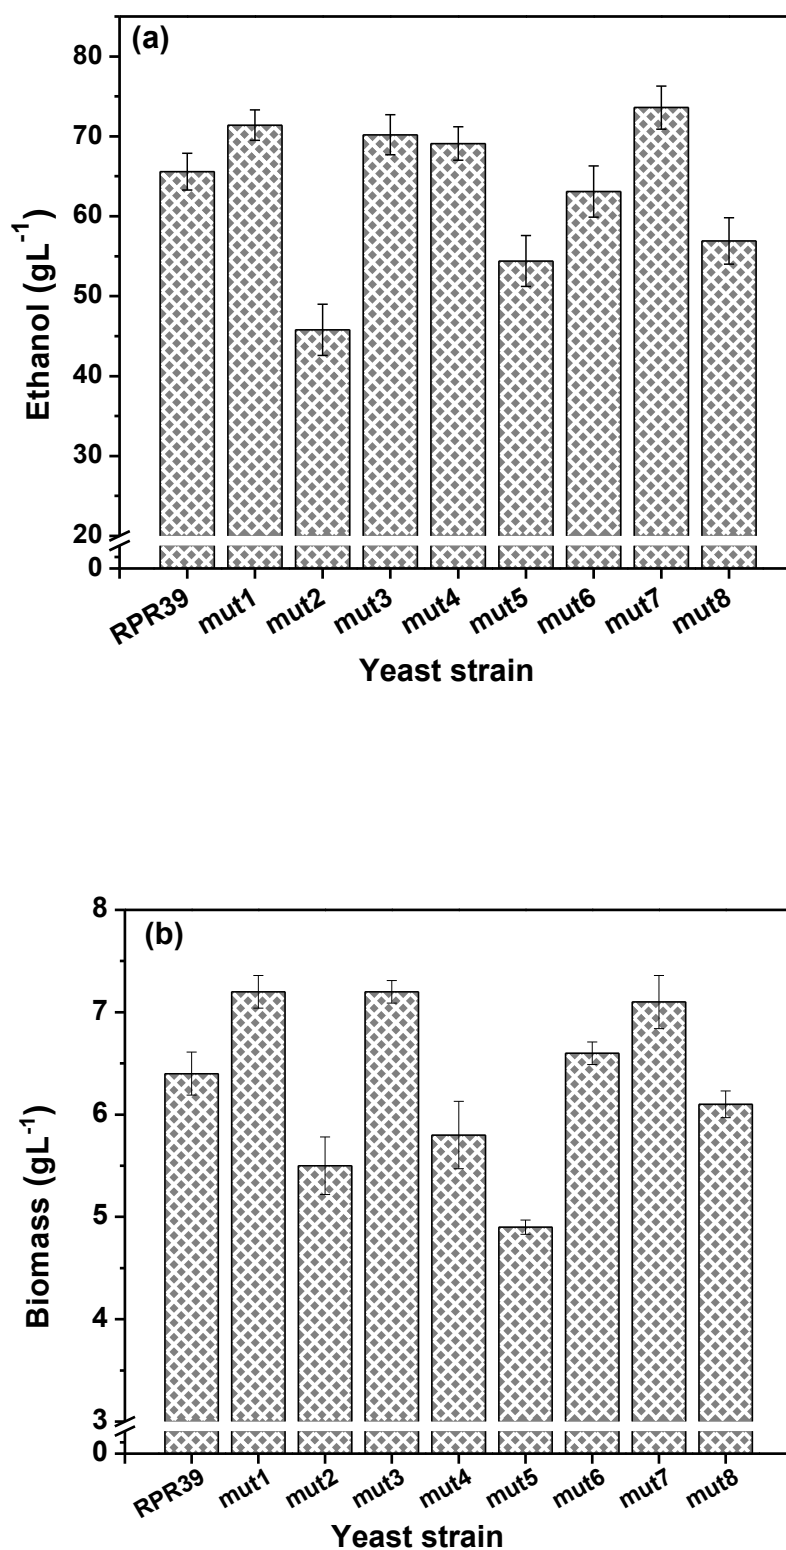 (a)
80
70
60
50
40
30
20
0
Ethanol (gL⁻¹)
RPR39 mut1 mut2 mut3 mut4 mut5 mut6 mut7 mut8
Yeast strain
(b)
8
7
6
5
4
3
0
Biomass (gL⁻¹)
RPR39 mut1 mut2 mut3 mut4 mut5 mut6 mut7 mut8
Yeast strain